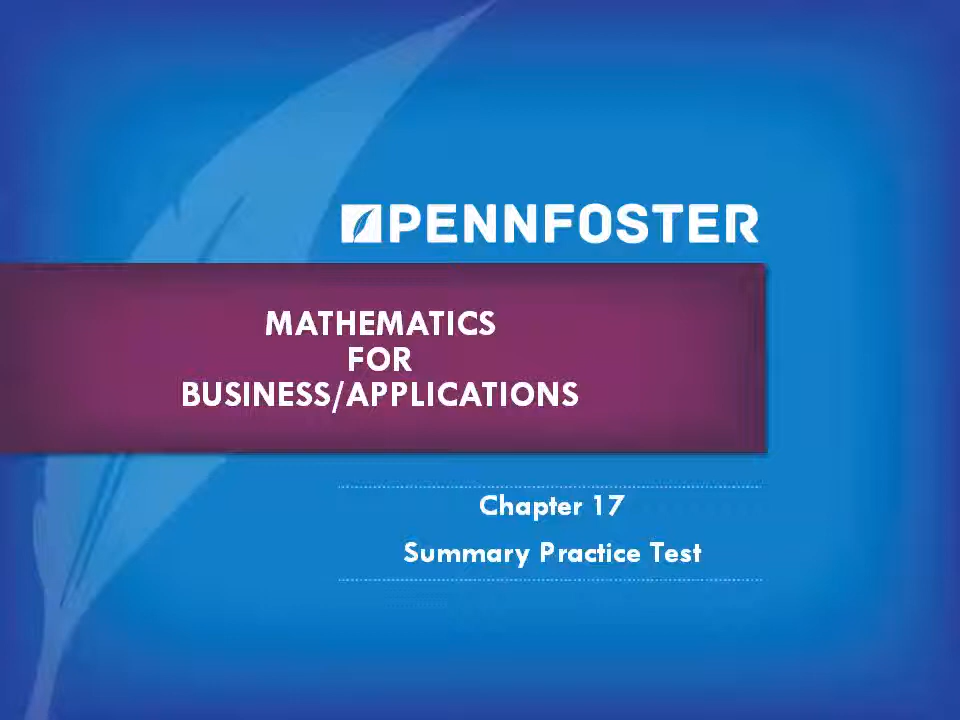 PENNFOSTER
MATHEMATICS
FOR
BUSINESS/APPLICATIONS
Chapter 17
Summary Practice Test